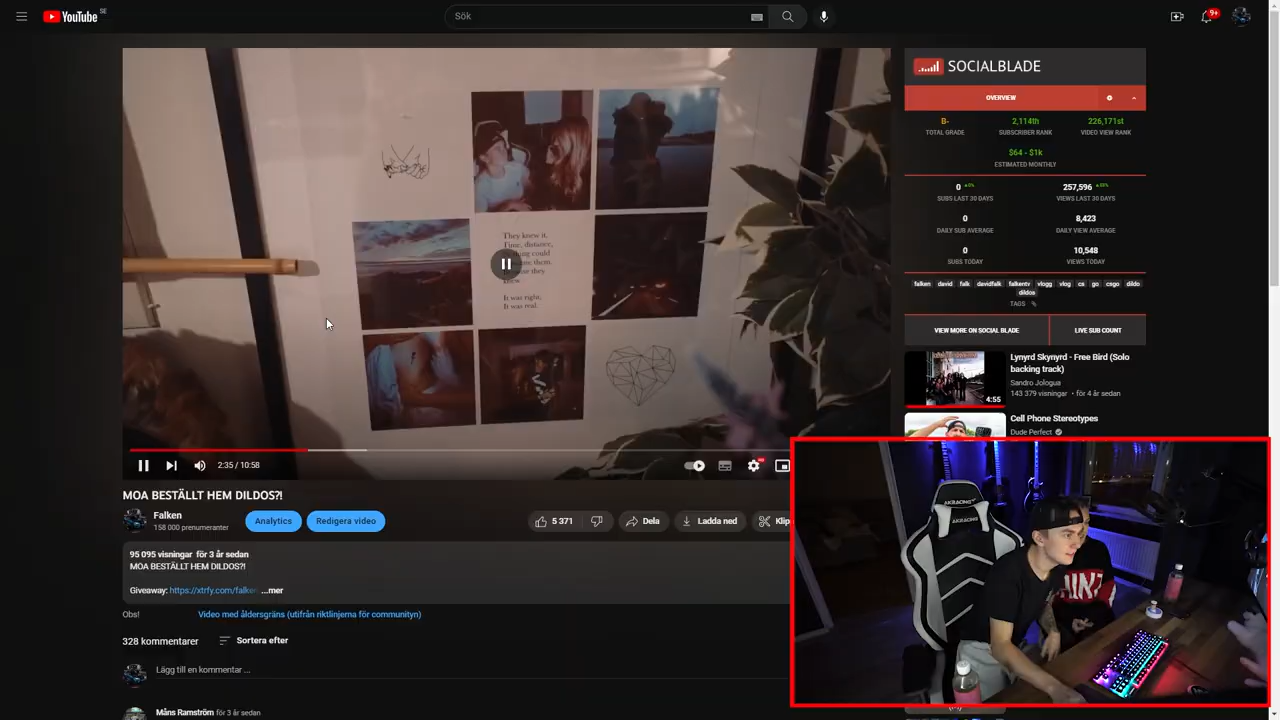 YouTube SE
Sök
9+
SOCIALBLADE
OVERVIEW
B-
2,114th
226,171st
TOTAL GRADE
SUBSCRIBER RANK
VIDEO VIEW RANK
$64 - $1k
ESTIMATED MONTHLY
0
257,596
SUBS LAST 30 DAYS
VIEWS LAST 30 DAYS
0
8,423
DAILY SUB AVERAGE
DAILY VIEW AVERAGE
0
10,548
SUBS TODAY
VIEWS TODAY
falken david falk davidfalk falkentv vlogg vlog cs go csgo dildo
dildos
TAGS
VIEW MORE ON SOCIAL BLADE
LIVE SUB COUNT
They knew it,
Time, distance,
could
them.
they
knew.
It was right,
It was real.
Lynyrd Skynyrd - Free Bird (Solo
backing track)
Sandro Jologua
143 379 visningar • för 4 år sedan
4:55
Cell Phone Stereotypes
Dude Perfect
2:35 / 10:58
MOA BESTÄLLT HEM DILDOS?!
Falken
158 000 prenumeranter
Analytics
Redigera video
5 371
Dela
Ladda ned
Klip
95 095 visningar för 3 år sedan
MOA BESTÄLLT HEM DILDOS?!
Giveaway: https://xtrfy.com/falke ...mer
Obs!
Video med åldersgräns (utifrån riktlinjerna för communityn)
328 kommentarer
Sortera efter
Lägg till en kommentar ...
Måns Ramström för 3 år sedan
AKRACING
AKRACING